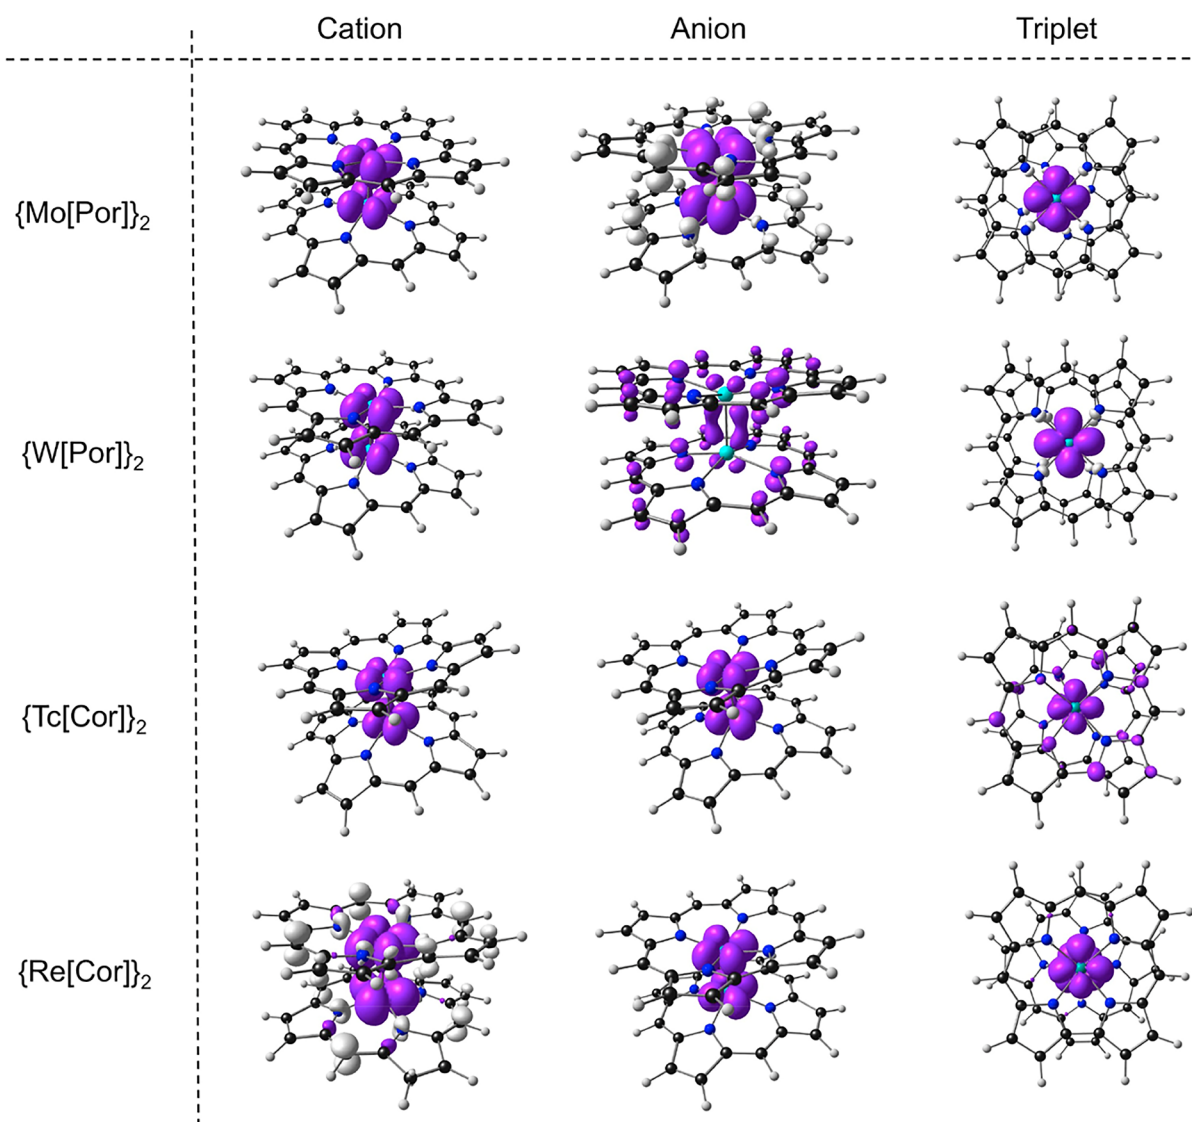 Cation Anion Triplet
{Mo[Por]}₂
{W[Por]}₂
{Tc[Cor]}₂
{Re[Cor]}₂